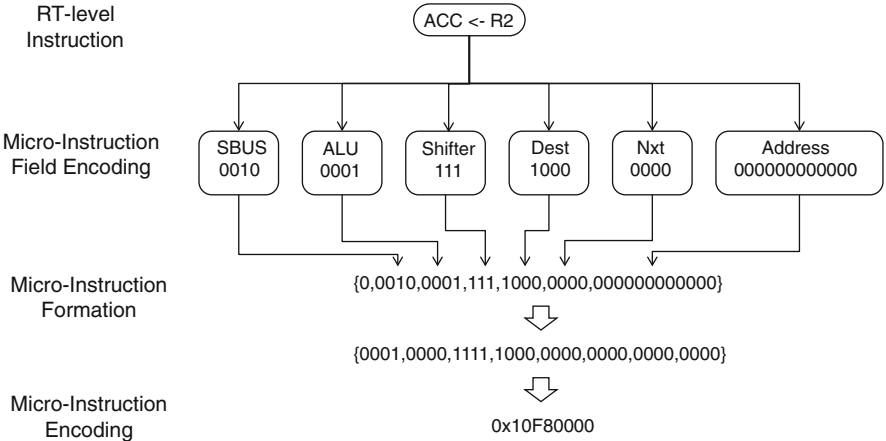 RT-level
Instruction
ACC <- R2
Micro-Instruction
Field Encoding
SBUS
0010
ALU
0001
Shifter
111
Dest
1000
Nxt
0000
Address
000000000000
Micro-Instruction
Formation
{0,0010,0001,111,1000,0000,000000000000}
{0001,0000,1111,1000,0000,0000,0000,0000}
Micro-Instruction
Encoding
0x10F80000